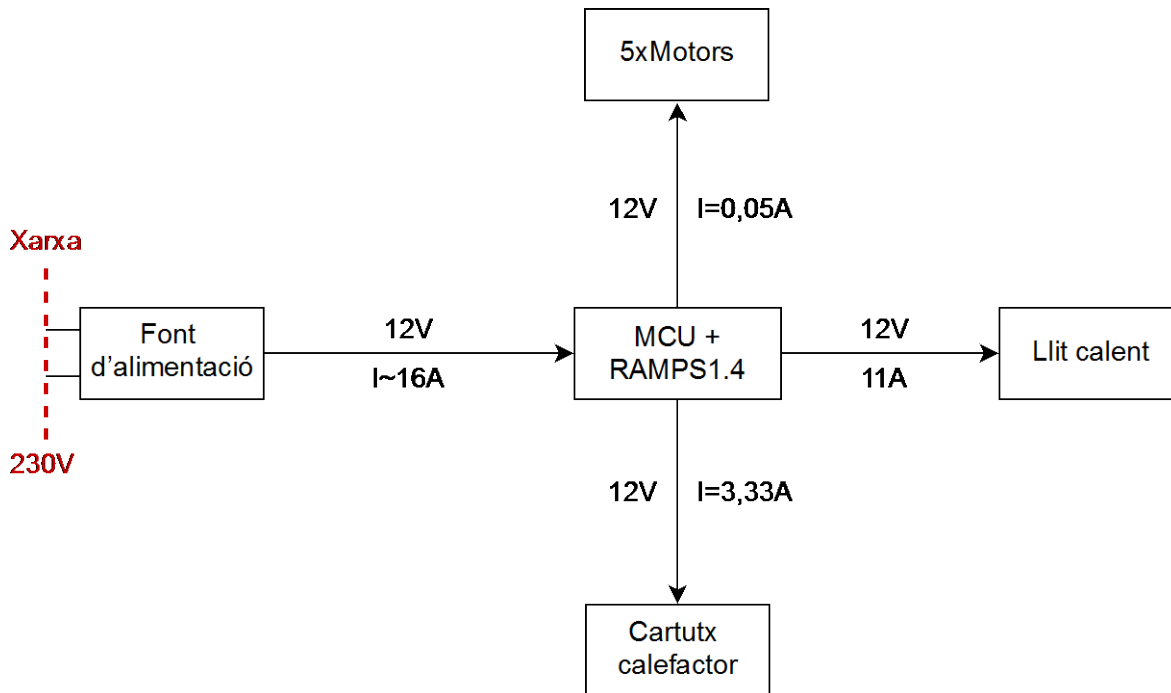 5xMotors
12V
I=0,05A
Xarxa
Font
d'alimentació
12V
I~16A
MCU +
RAMPS1.4
12V
11A
Llit calent
230V
12V
I=3,33A
Cartutx
calefactor